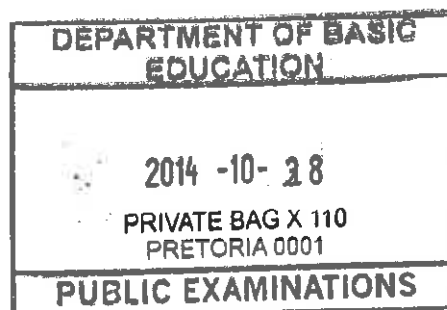 DEPARTMENT OF BASIC
EDUCATION
2014 -10- 28
PRIVATE BAG X 110
PRETORIA 0001
PUBLIC EXAMINATIONS